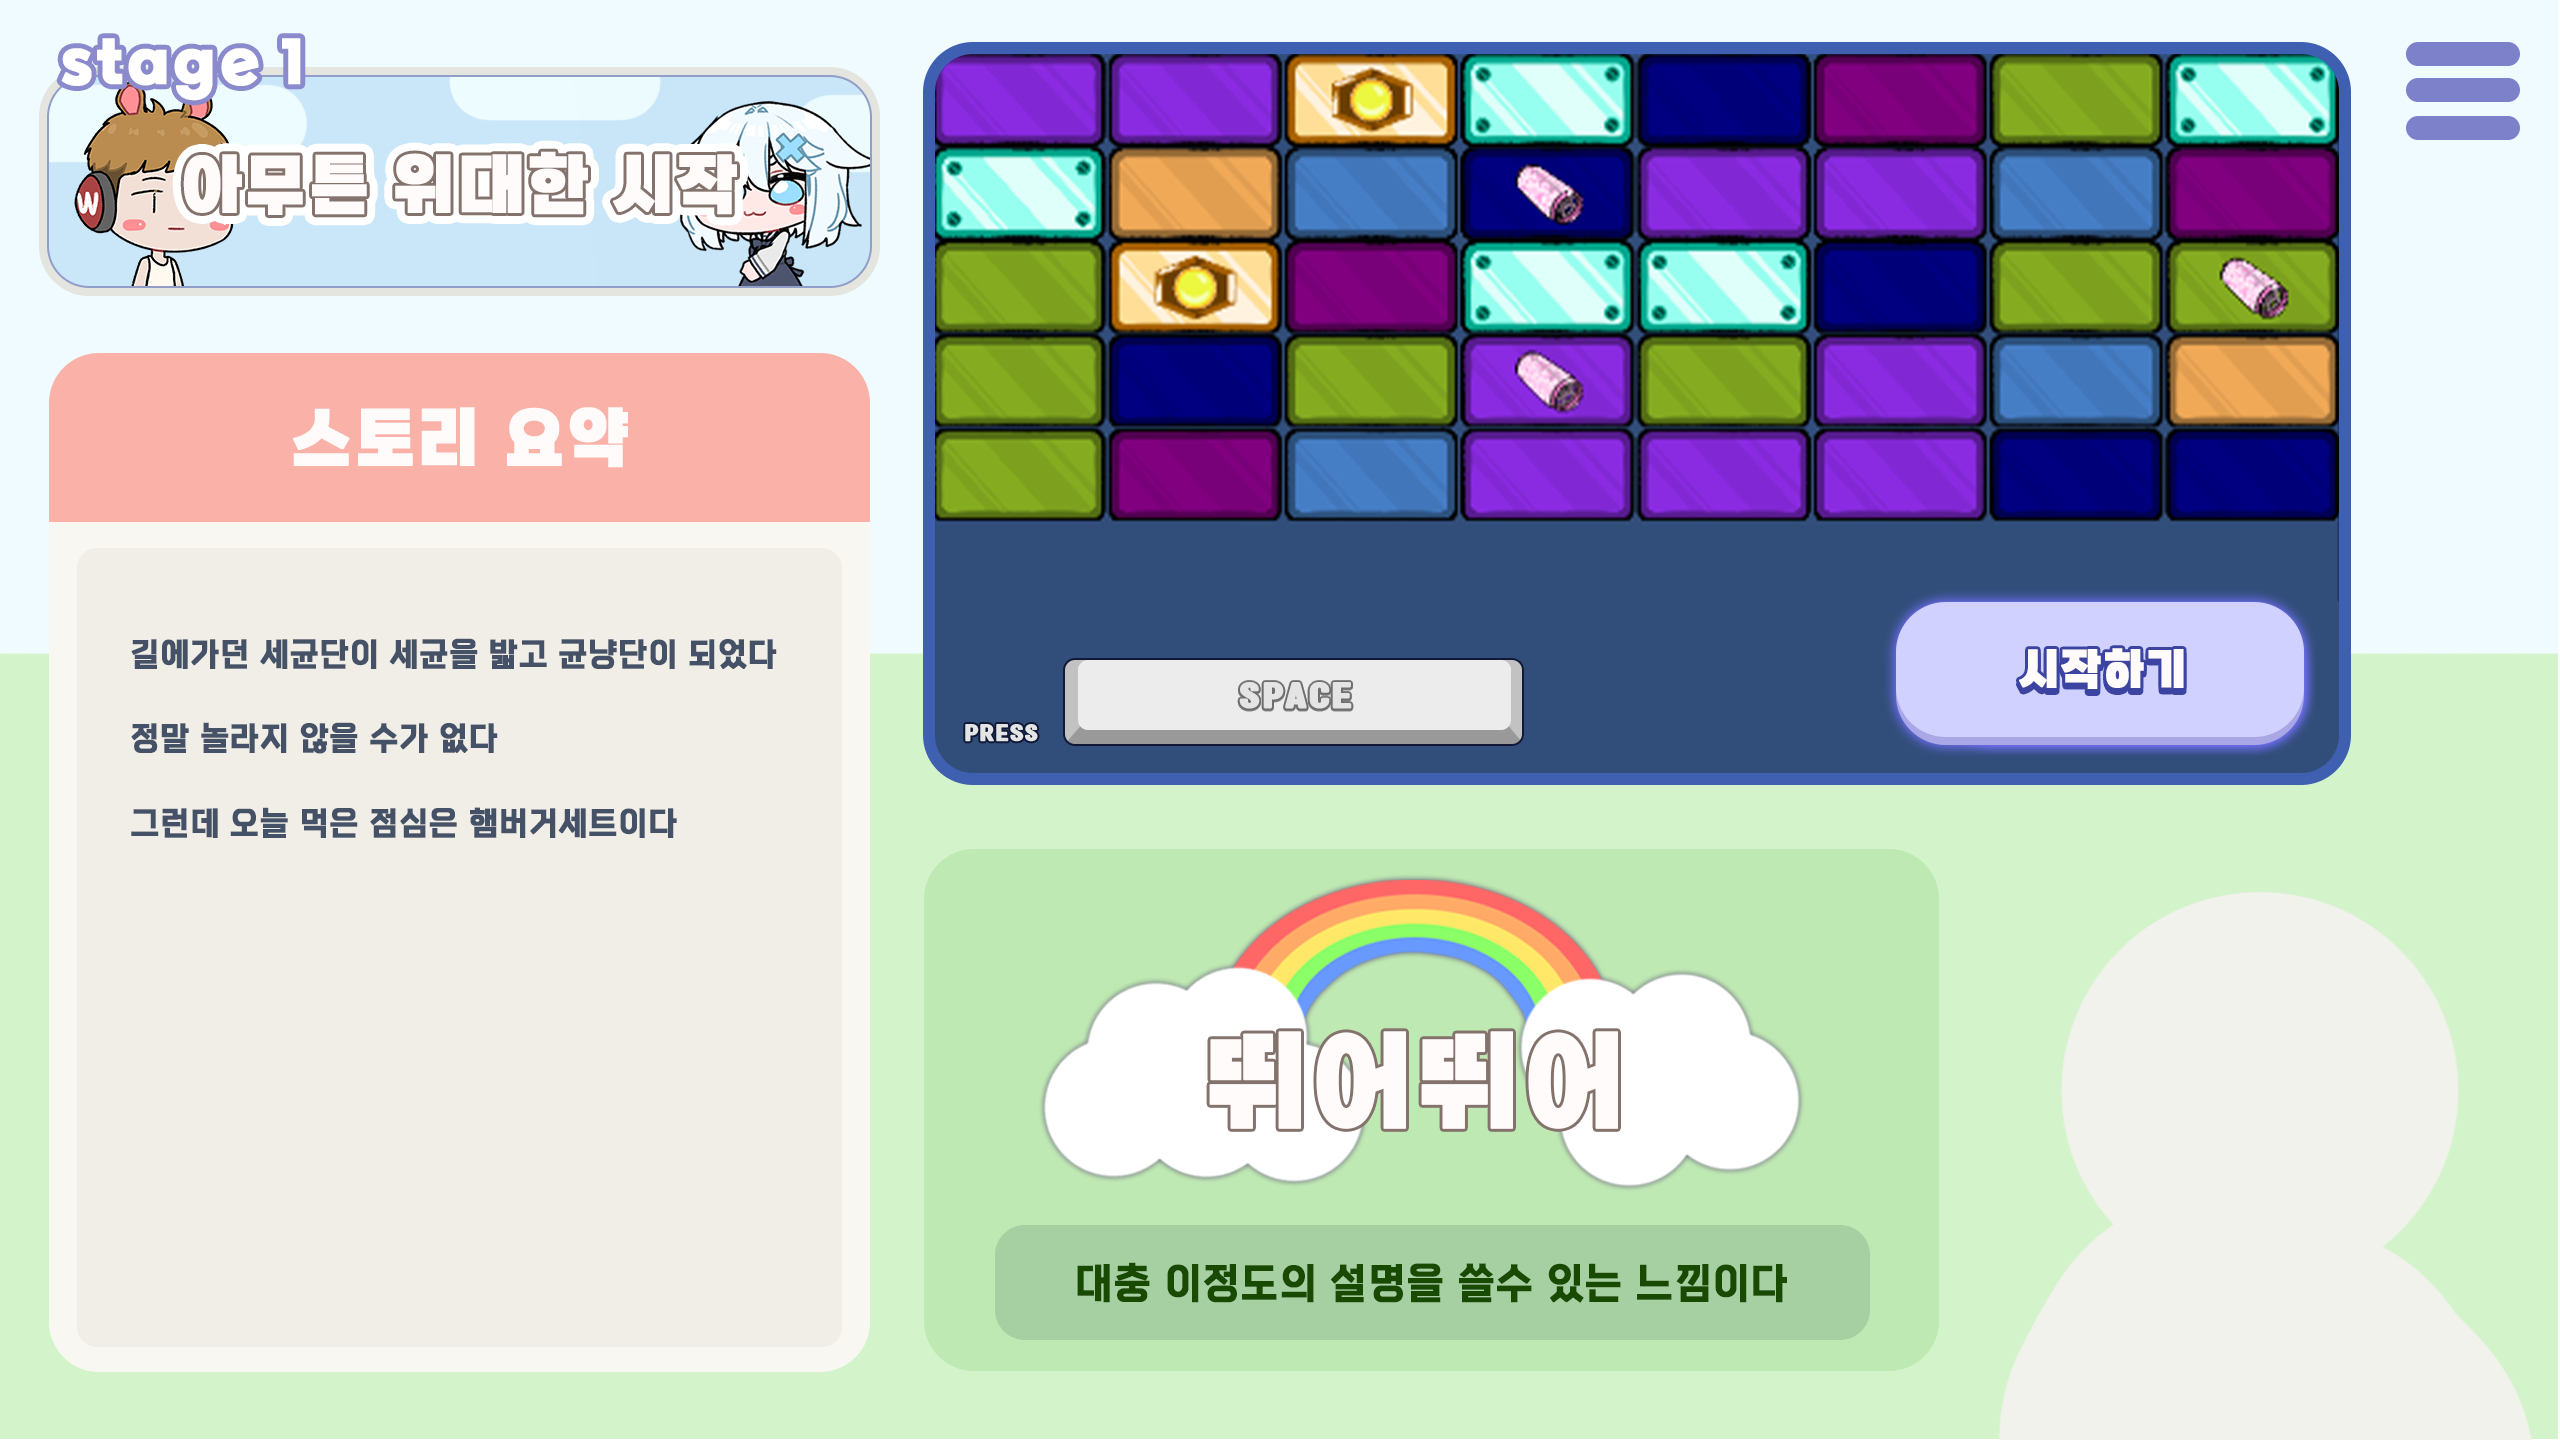 stage 1
아무튼 위대한 시작
W
스토리 요약
길에가던 세균단이 세균을 밟고 균냥단이 되었다
정말 놀라지 않을 수가 없다
그런데 오늘 먹은 점심은 햄버거세트이다
PRESS
SPACE
시작하기
뛰어뛰어
대충 이정도의 설명을 쓸수 있는 느낌이다